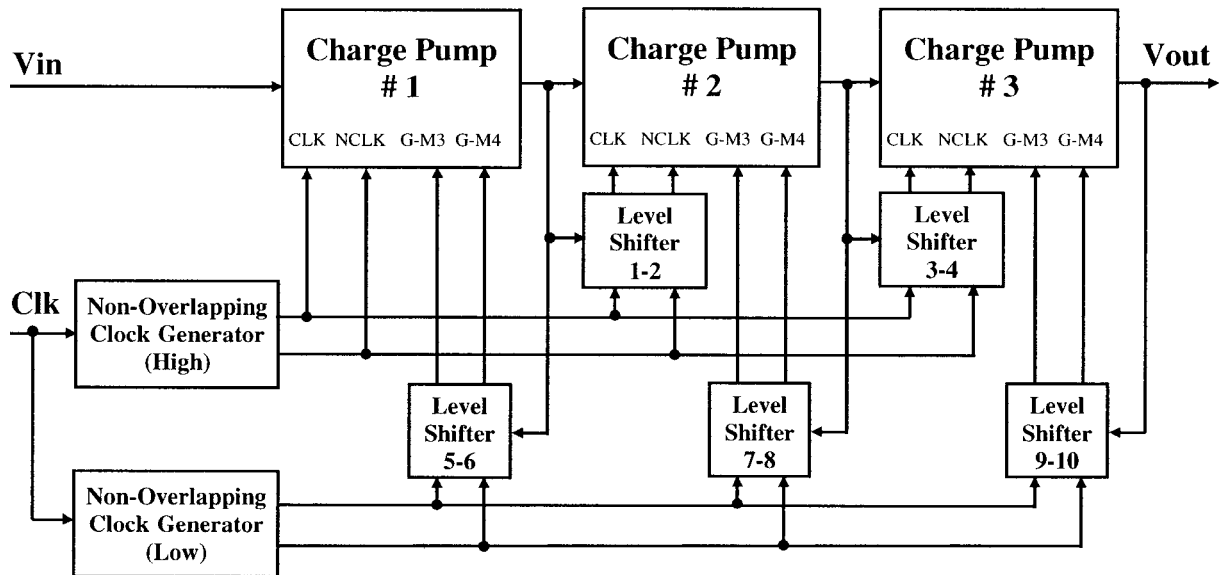 Vin
Charge Pump
# 1
CLK NCLK G-M3 G-M4
Charge Pump
# 2
CLK NCLK G-M3 G-M4
Charge Pump
# 3
CLK NCLK G-M3 G-M4
Vout
Level
Shifter
1-2
Level
Shifter
3-4
Clk
Non-Overlapping
Clock Generator
(High)
Level
Shifter
5-6
Level
Shifter
7-8
Level
Shifter
9-10
Non-Overlapping
Clock Generator
(Low)